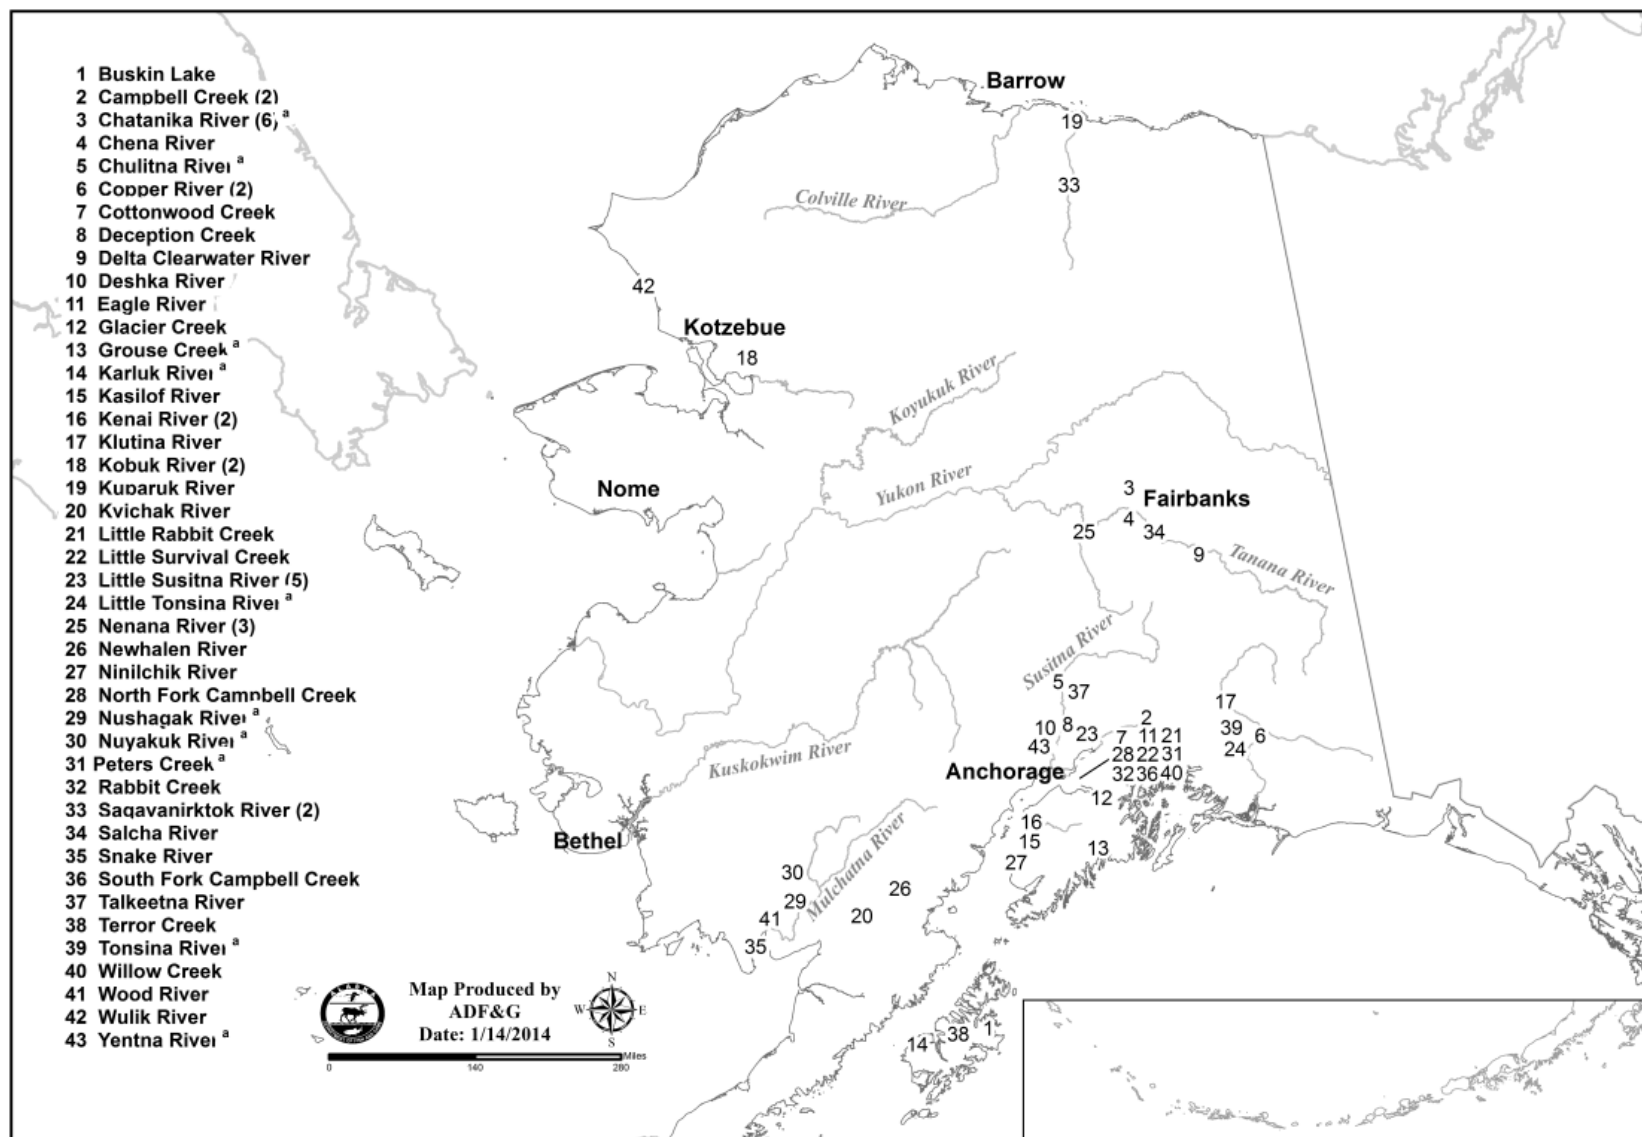 1 Buskin Lake
2 Campbell Creek (2)
3 Chatanika River (6) a
4 Chena River
5 Chulitna River a
6 Copper River (2)
7 Cottonwood Creek
8 Deception Creek
9 Delta Clearwater River
10 Deshka River
11 Eagle River
12 Glacier Creek
13 Grouse Creek a
14 Karluk River a
15 Kasilof River
16 Kenai River (2)
17 Klutina River
18 Kobuk River (2)
19 Kuparuk River
20 Kvichak River
21 Little Rabbit Creek
22 Little Survival Creek
23 Little Susitna River (5)
24 Little Tonsina River a
25 Nenana River (3)
26 Newhalen River
27 Ninilchik River
28 North Fork Campbell Creek
29 Nushagak River a
30 Nuyakuk River a
31 Peters Creek a
32 Rabbit Creek
33 Sagavanirktok River (2)
34 Salcha River
35 Snake River
36 South Fork Campbell Creek
37 Talkeetna River
38 Terror Creek
39 Tonsina River a
40 Willow Creek
41 Wood River
42 Wulik River
43 Yentna River a
Barrow
19
33
Colville River
42
Kotzebue
18
Koyukuk River
Nome
Yukon River
3
Fairbanks
4
25
34
9
Tanana River
Susitna River
5
37
17
10
8
23
2
39
6
43
7 11 21
24
28 22 31
Kuskokwim River
Anchorage
32 36 40
12
16
Bethel
15
13
27
30
Mulchatna River
26
29
20
41
35
Map Produced by
ADF&G
Date: 1/14/2014
ALASKA
N
W
E
S
Miles
0
140
280
14
38
1